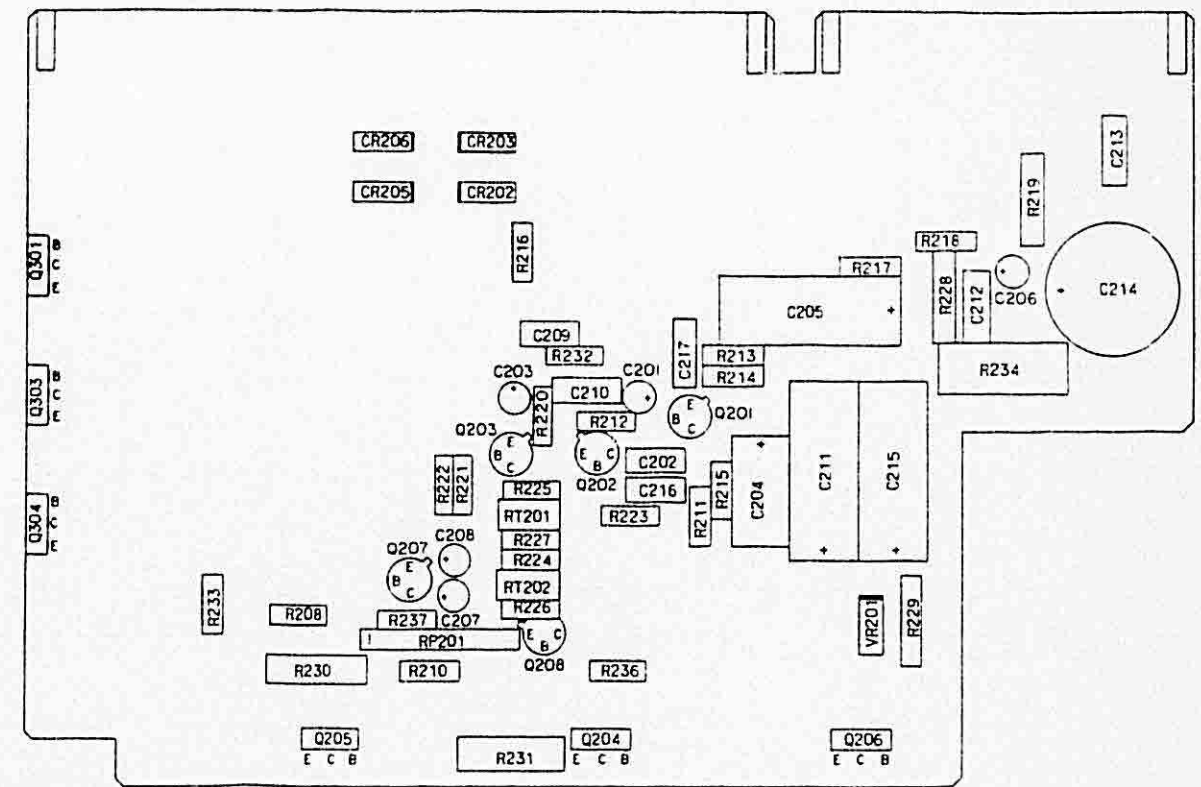 CR206 CR203
CR205 CR202
C213
R219
R216
R218
Q301 B C E
R217
R228
C212
+ C206
+ C214
C205 +
C209
R232
C217
R213
R214
R234
Q303 B C E
C203 +
R220
C210
C201 +
R212
Q201 E B C
Q203 E B C
Q202 E B C
C202
C216
R222
R221
R225
RT201
R223
R211
R215
C204 +
C211 +
C215 +
Q304 B C E
R227
R224
RT202
R226
Q207 E B C
C208 +
C207 +
R233
R208
R237
RP201
Q208 E B C
VR201
R229
R230
R210
R236
Q205
E C B
R231
Q204
E C B
Q206
E C B